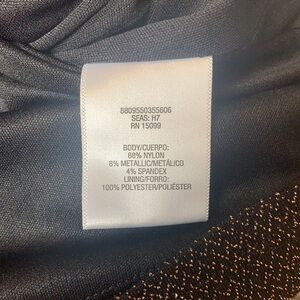 8809550355606
SEAS: H7
RN 15099
BODY/CUERPO:
88% NYLON
8% METALLIC/METÁLICO
4% SPANDEX
LINING/FORRO:
100% POLYESTER/POLIÉSTER